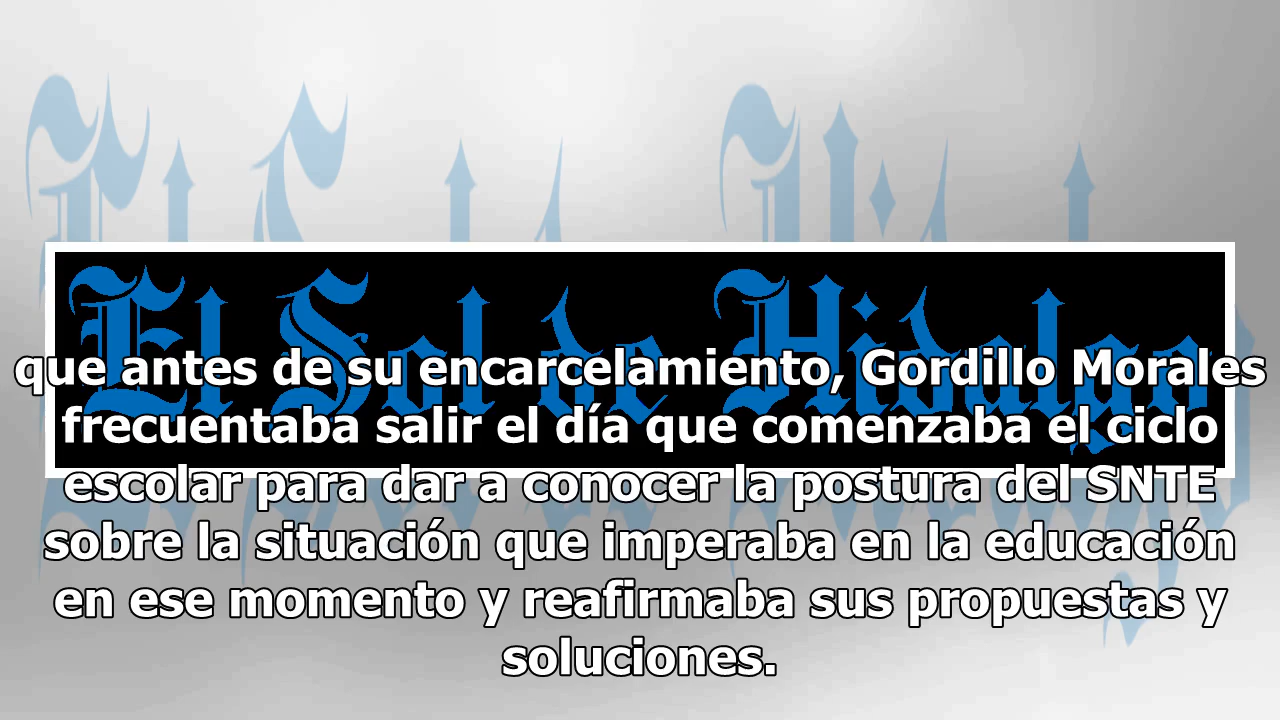 El Sol de Hidalgo
que antes de su encarcelamiento, Gordillo Morales
frecuentaba salir el día que comenzaba el ciclo
escolar para dar a conocer la postura del SNTE
sobre la situación que imperaba en la educación
en ese momento y reafirmaba sus propuestas y
soluciones.